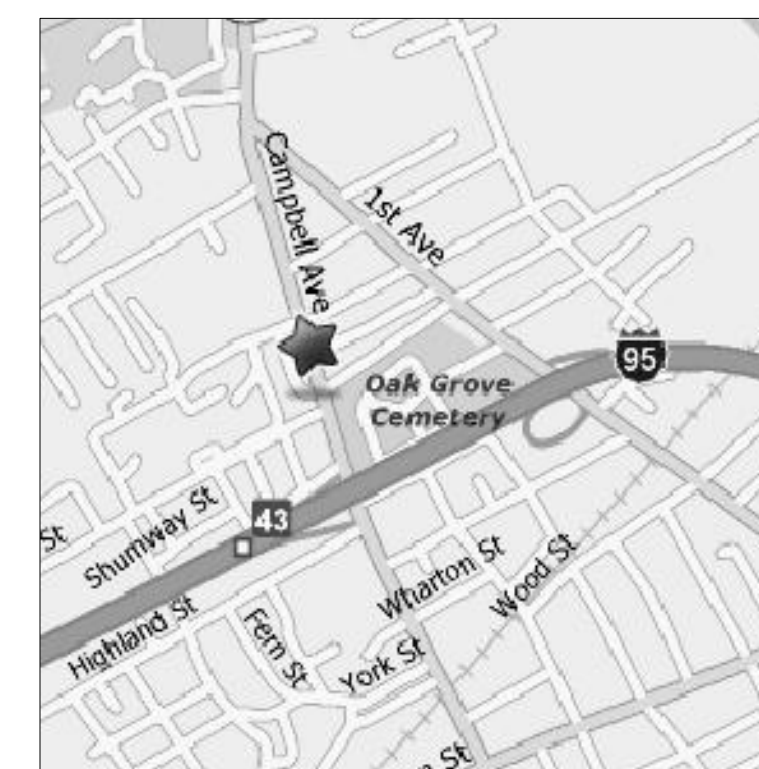 Campbell Ave
1st Ave
95
Oak Grove
Cemetery
43
St
Shumway St
Wharton St
Wood St
Highland St
Fern St
York St
St